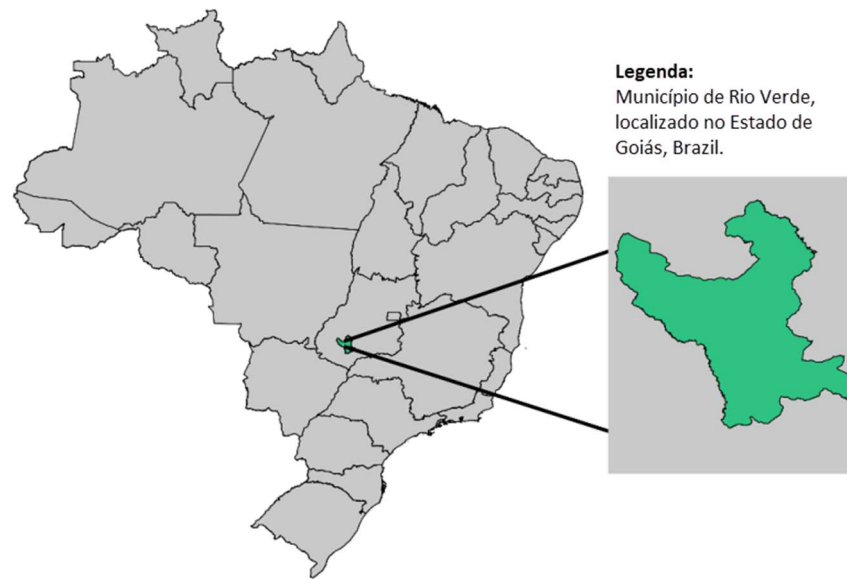 Legenda:
Município de Rio Verde,
localizado no Estado de
Goiás, Brazil.